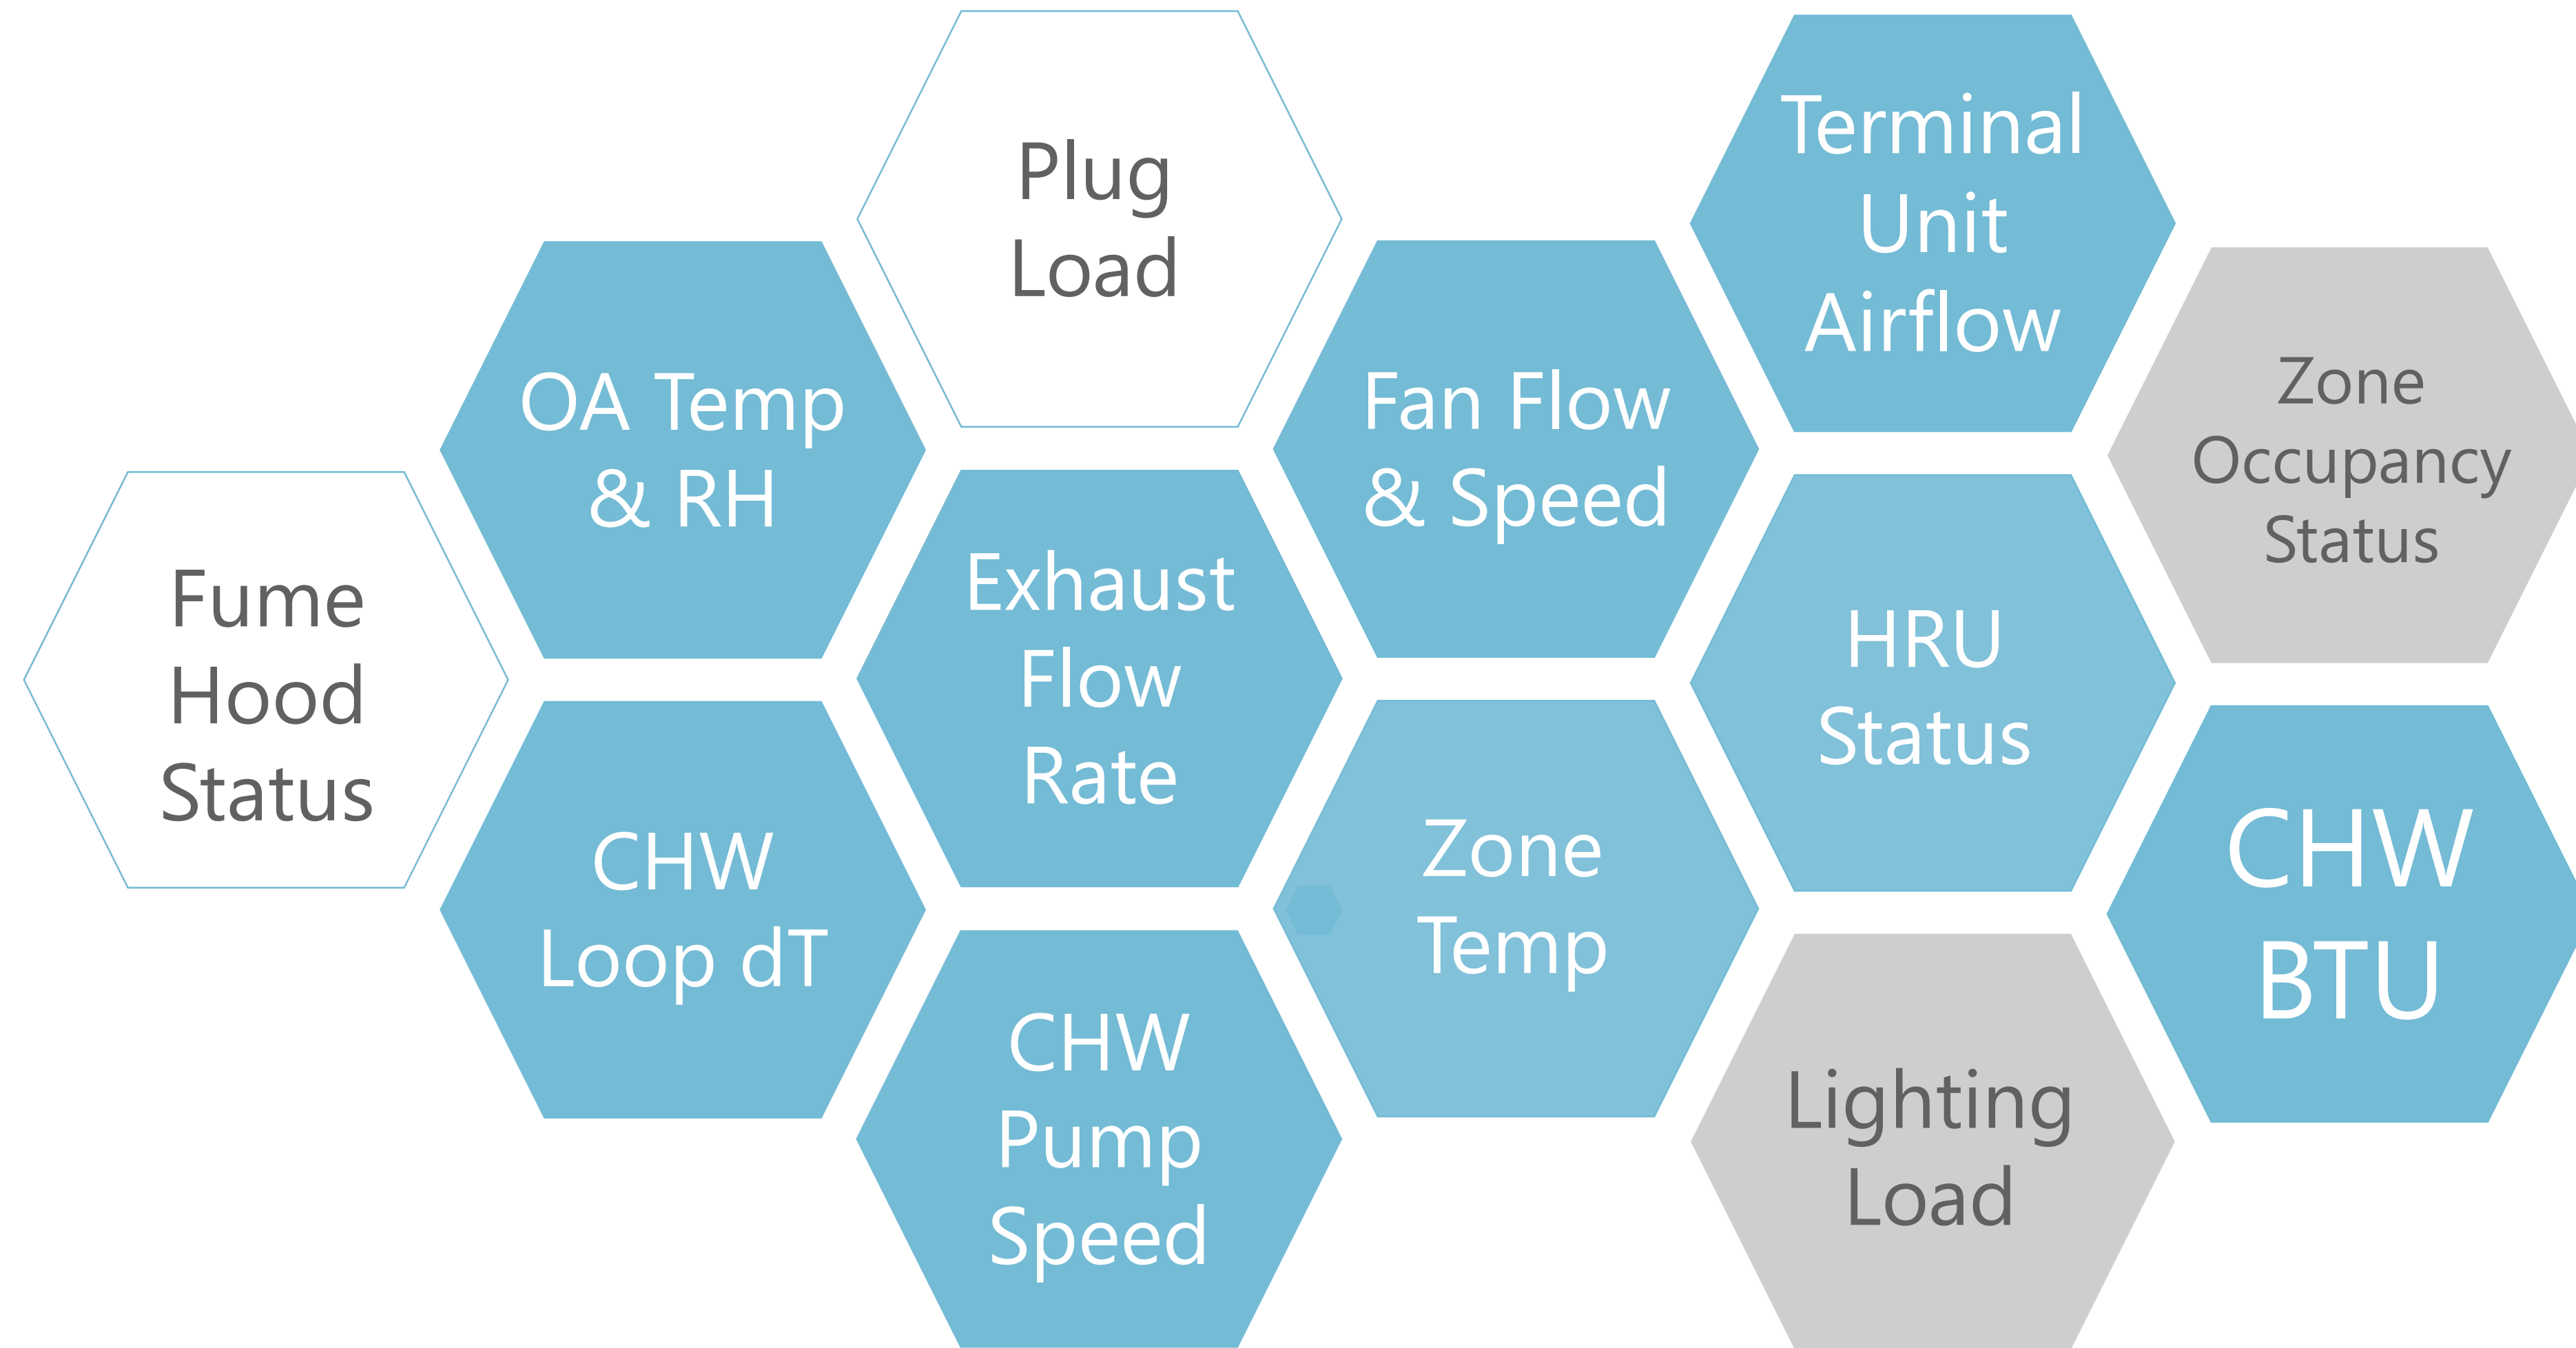 Fume
Hood
Status
OA Temp
& RH
CHW
Loop dT
Plug
Load
Exhaust
Flow
Rate
CHW
Pump
Speed
Fan Flow
& Speed
Zone
Temp
Terminal
Unit
Airflow
HRU
Status
Lighting
Load
Zone
Occupancy
Status
CHW
BTU